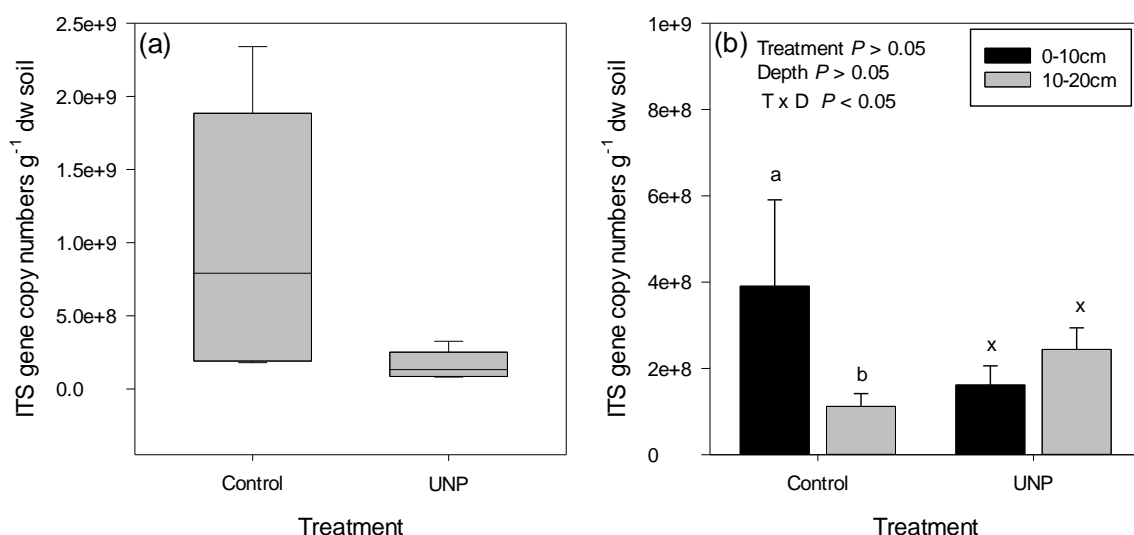 (a)
ITS gene copy numbers g⁻¹ dw soil
2.5e+9
2.0e+9
1.5e+9
1.0e+9
5.0e+8
0.0
Control
UNP
Treatment
(b)
Treatment P > 0.05
Depth P > 0.05
T x D P < 0.05
0-10cm
10-20cm
ITS gene copy numbers g⁻¹ dw soil
1e+9
8e+8
6e+8
4e+8
2e+8
0
a
b
x
x
Control
UNP
Treatment